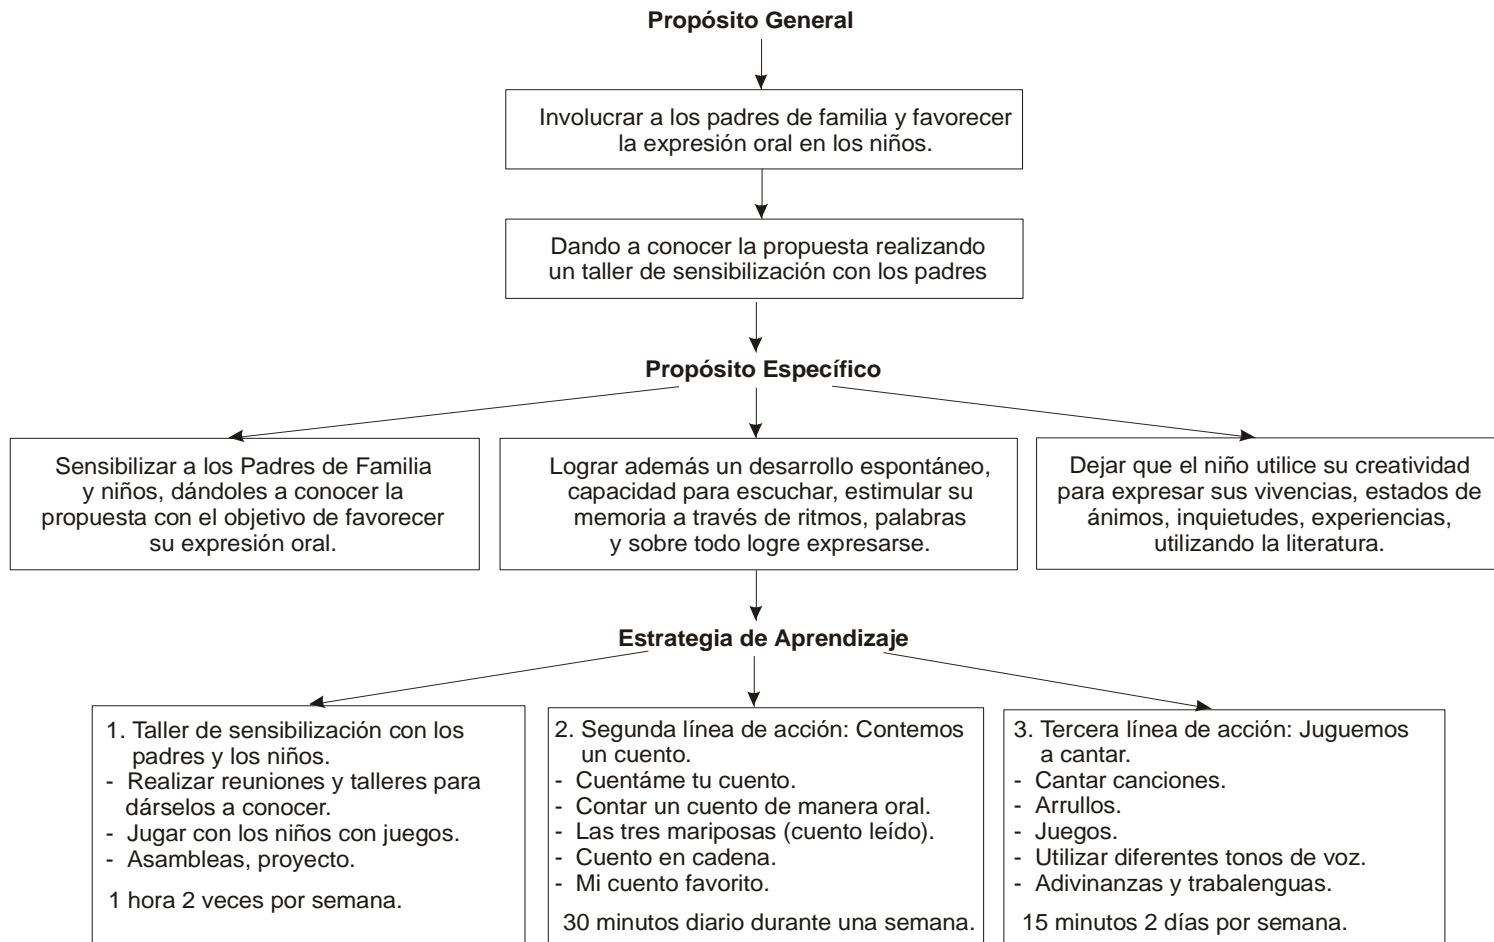 Propósito General
Involucrar a los padres de familia y favorecer
la expresión oral en los niños.
Dando a conocer la propuesta realizando
un taller de sensibilización con los padres
Propósito Específico
Sensibilizar a los Padres de Familia
y niños, dándoles a conocer la
propuesta con el objetivo de favorecer
su expresión oral.
Lograr además un desarrollo espontáneo,
capacidad para escuchar, estimular su
memoria a través de ritmos, palabras
y sobre todo logre expresarse.
Dejar que el niño utilice su creatividad
para expresar sus vivencias, estados de
ánimos, inquietudes, experiencias,
utilizando la literatura.
Estrategia de Aprendizaje
1. Taller de sensibilización con los
padres y los niños.
- Realizar reuniones y talleres para
dárselos a conocer.
- Jugar con los niños con juegos.
- Asambleas, proyecto.
1 hora 2 veces por semana.
2. Segunda línea de acción: Contemos
un cuento.
- Cuentáme tu cuento.
- Contar un cuento de manera oral.
- Las tres mariposas (cuento leído).
- Cuento en cadena.
- Mi cuento favorito.
30 minutos diario durante una semana.
3. Tercera línea de acción: Juguemos
a cantar.
- Cantar canciones.
- Arrullos.
- Juegos.
- Utilizar diferentes tonos de voz.
- Adivinanzas y trabalenguas.
15 minutos 2 días por semana.